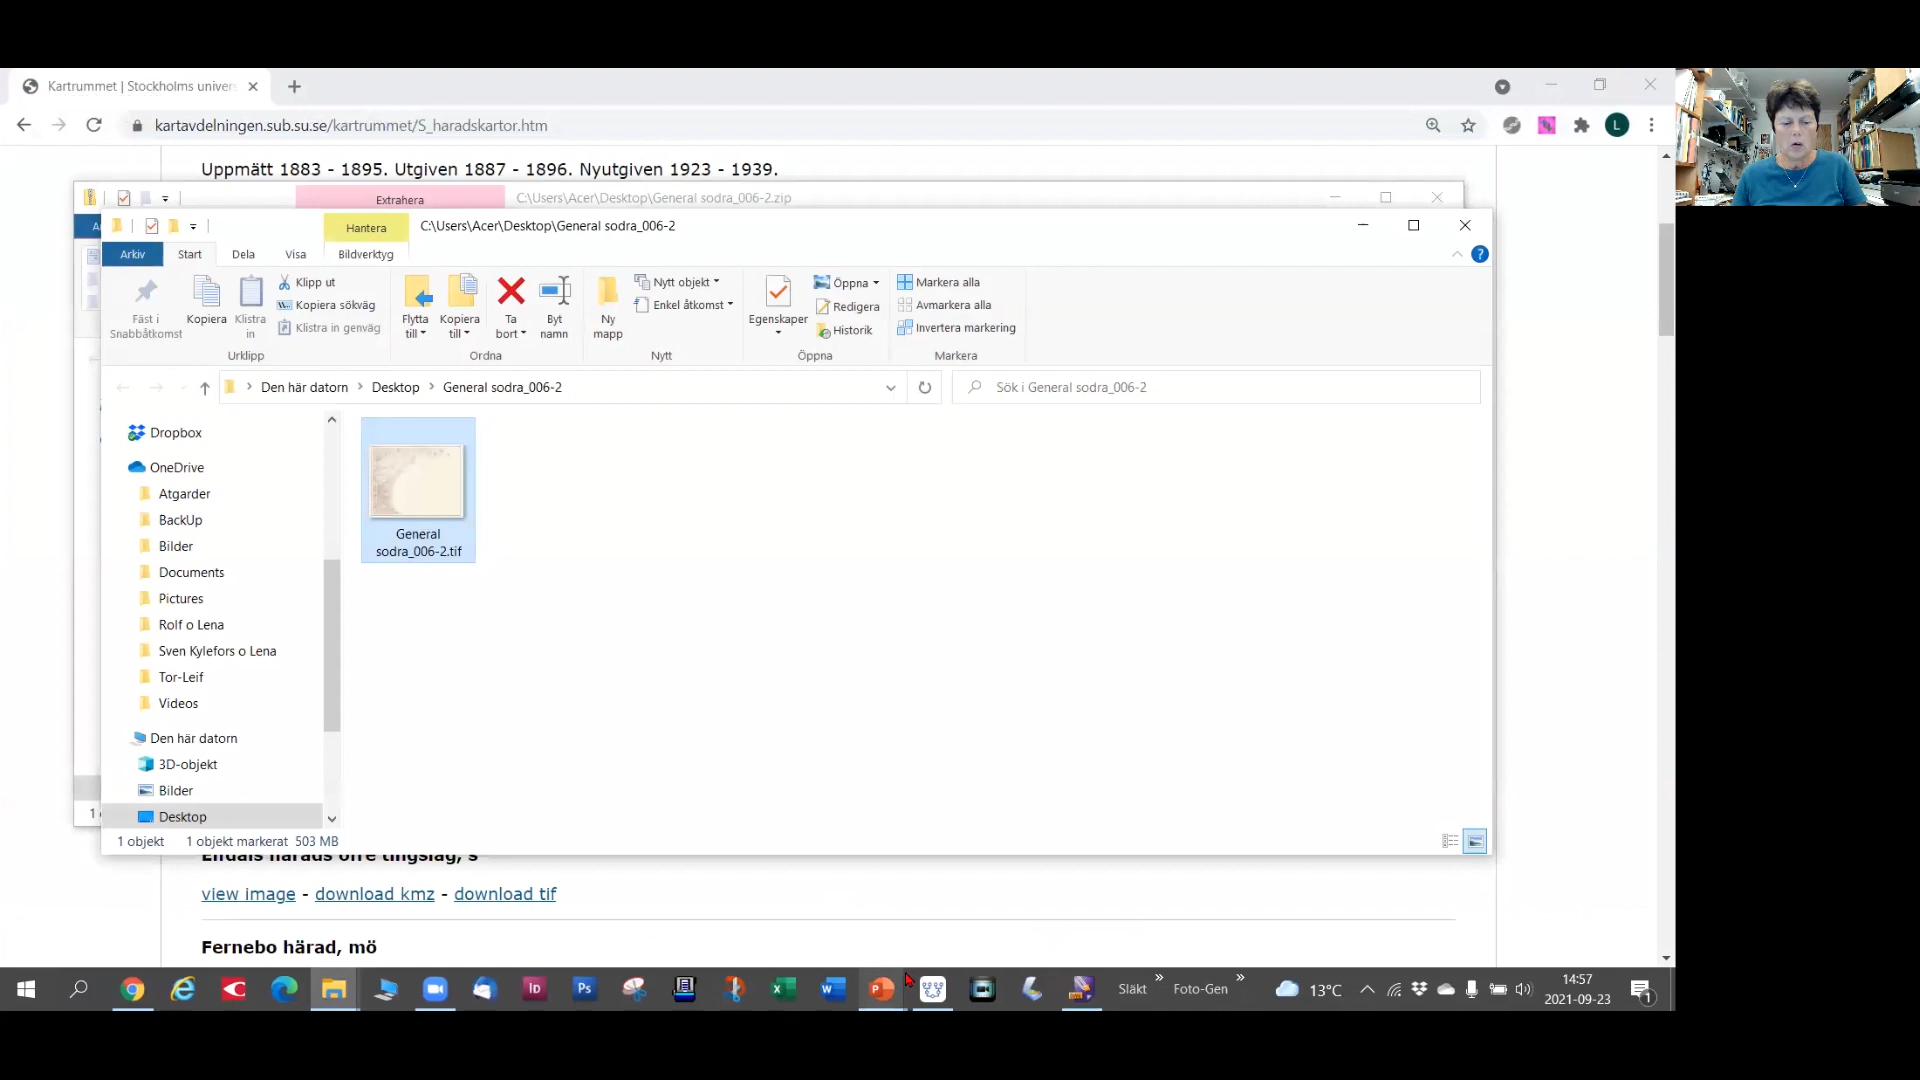 Kartrummet | Stockholms univers
kartavdelningen.sub.su.se/kartrummet/S_haradskartor.htm
L
Uppmätt 1883 - 1895. Utgiven 1887 - 1896. Nyutgiven 1923 - 1939.
Extrahera
C:\Users\Acer\Desktop\General sodra_006-2.zip
Hantera
C:\Users\Acer\Desktop\General sodra_006-2
Arkiv
Start
Dela
Visa
Bildverktyg
Fäst i
Snabbåtkomst
Kopiera
Klistra
in
Klipp ut
Kopiera sökväg
Klistra in genväg
Urklipp
Flytta
till
Kopiera
till
Ta
bort
Byt
namn
Ordna
Ny
mapp
Nytt objekt
Enkel åtkomst
Nytt
Egenskaper
Öppna
Redigera
Historik
Öppna
Markera alla
Avmarkera alla
Invertera markering
Markera
Den här datorn
Desktop
General sodra_006-2
Sök i General sodra_006-2
Dropbox
OneDrive
Atgarder
BackUp
Bilder
Documents
Pictures
Rolf o Lena
Sven Kylefors o Lena
Tor-Leif
Videos
Den här datorn
3D-objekt
Bilder
Desktop
General
sodra_006-2.tif
1 objekt
1 objekt markerat 503 MB
view image - download kmz - download tif
Fernebo härad, mö
Släkt
Foto-Gen
13°C
14:57
2021-09-23
1